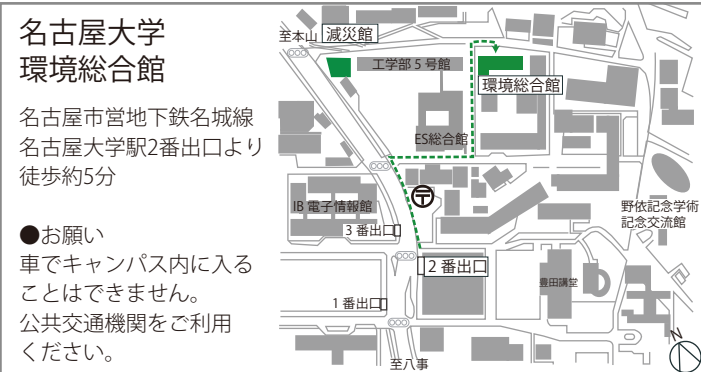 名古屋大学
環境総合館
名古屋市営地下鉄名城線
名古屋大学駅2番出口より
徒歩約5分
●お願い
車でキャンパス内に入る
ことはできません。
公共交通機関をご利用
ください。
至本山
減災館
工学部５号館
環境総合館
ES総合館
〒
IB 電子情報館
野依記念学術
記念交流館
３番出口
２番出口
豊田講堂
１番出口
至八事
N